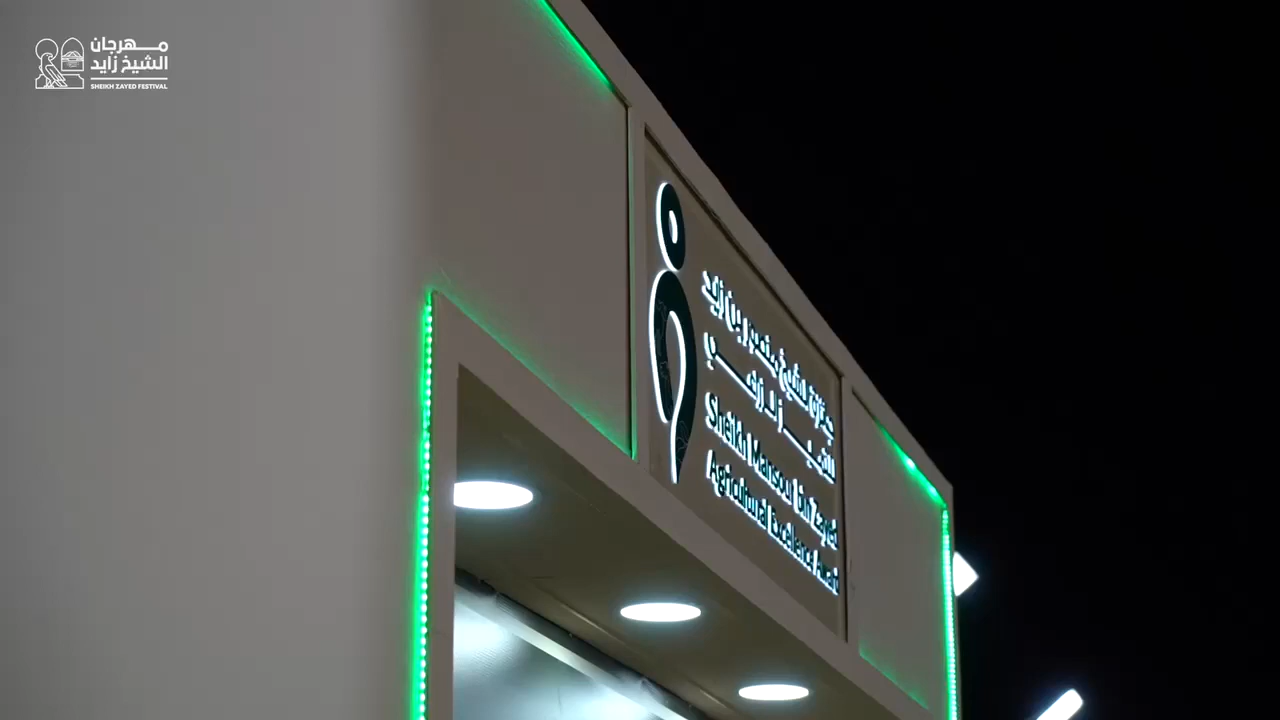 مهرجان
الشيخ زايد
SHEIKH ZAYED FESTIVAL
جائزة الشيخ منصور بن زايد
للتميز الزراعي
Sheikh Mansour bin Zayed
Agricultural Excellence Award